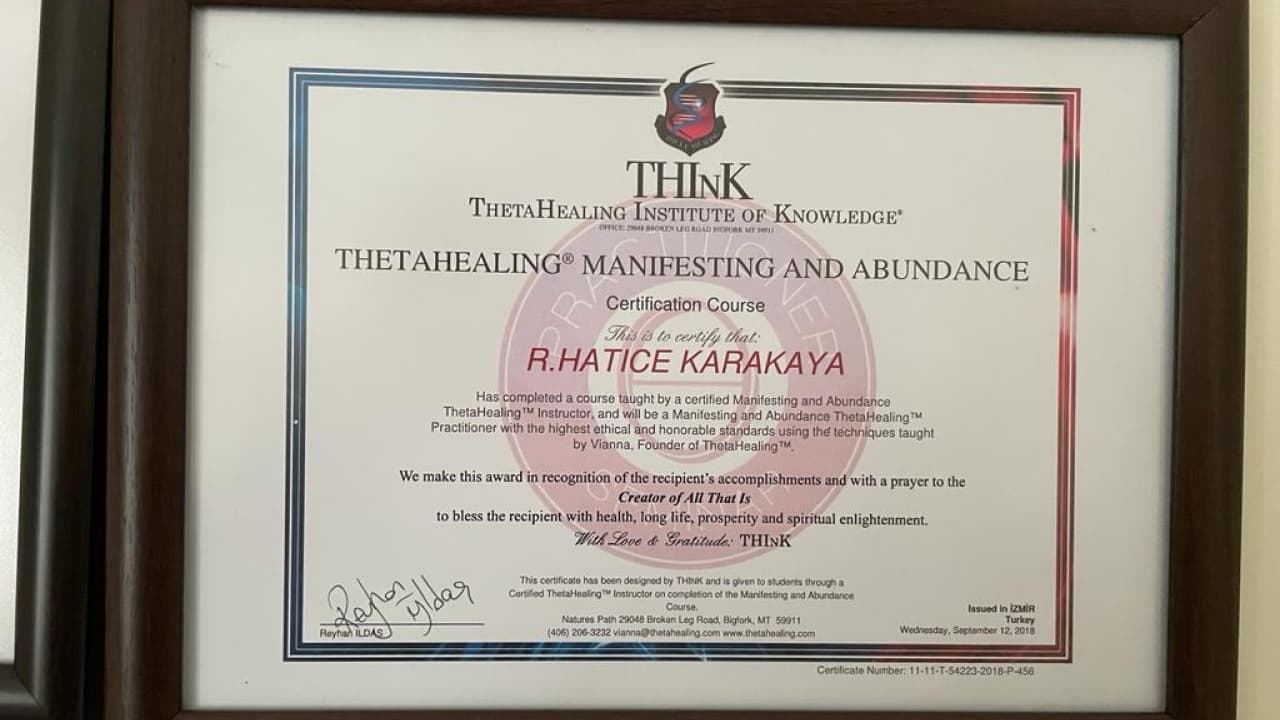 THETA HEALING
THInK
THETAHEALING INSTITUTE OF KNOWLEDGE®
OFFICE: 29048 BROKEN LEG ROAD BIGFORK MT 59911
THETAHEALING® MANIFESTING AND ABUNDANCE
Certification Course
This is to certify that:
R.HATICE KARAKAYA
Has completed a course taught by a certified Manifesting and Abundance
ThetaHealing™ Instructor, and will be a Manifesting and Abundance ThetaHealing™
Practitioner with the highest ethical and honorable standards using the techniques taught
by Vianna, Founder of ThetaHealing™.
We make this award in recognition of the recipient's accomplishments and with a prayer to the
Creator of All That Is
to bless the recipient with health, long life, prosperity and spiritual enlightenment.
With Love & Gratitude: THInK
PRACTITIONER
SEMINAR
This certificate has been designed by THInK and is given to students through a
Certified ThetaHealing™ Instructor on completion of the Manifesting and Abundance
Course.
Natures Path 29048 Broken Leg Road, Bigfork, MT 59911
(406) 206-3232 vianna@thetahealing.com www.thetahealing.com
Reyhan ILDAŞ
Issued in İZMİR
Turkey
Wednesday, September 12, 2018
Certificate Number: 11-11-T-54223-2018-P-456